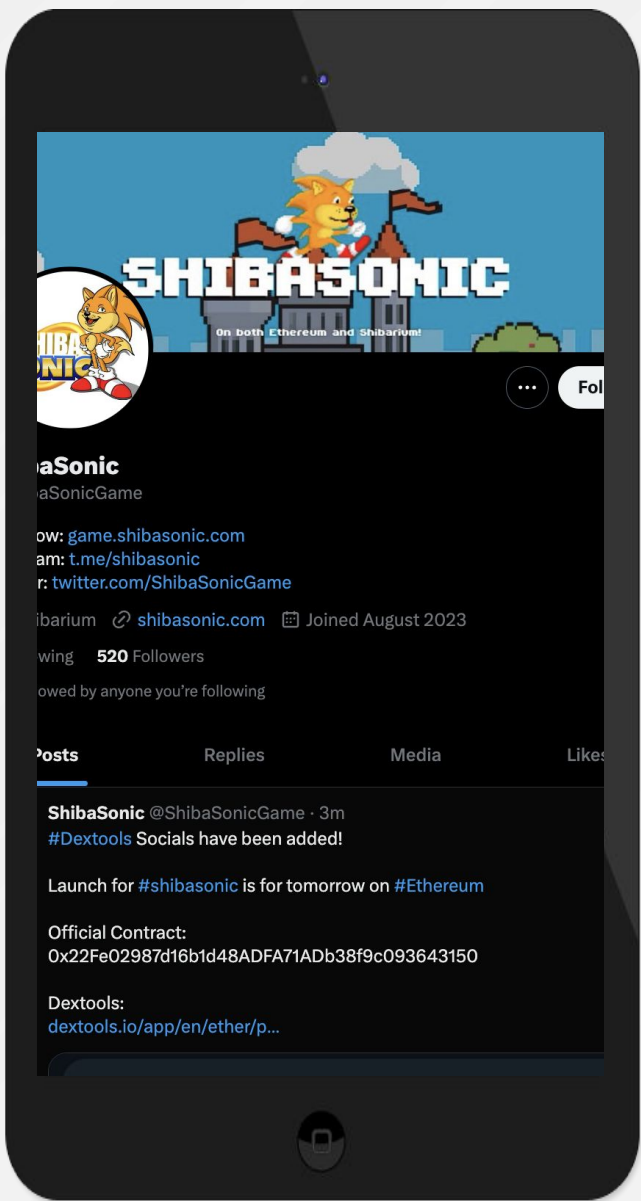 SHIBASONIC
On both Ethereum and Shibarium!
HIBA
NIC
Fol
aSonic
aSonicGame
ow: game.shibasonic.com
am: t.me/shibasonic
r: twitter.com/ShibaSonicGame
ibarium shibasonic.com Joined August 2023
wing 520 Followers
owed by anyone you're following
Posts Replies Media Likes
ShibaSonic @ShibaSonicGame · 3m
#Dextools Socials have been added!
Launch for #shibasonic is for tomorrow on #Ethereum
Official Contract:
0x22Fe02987d16b1d48ADFA71ADb38f9c093643150
Dextools:
dextools.io/app/en/ether/p...